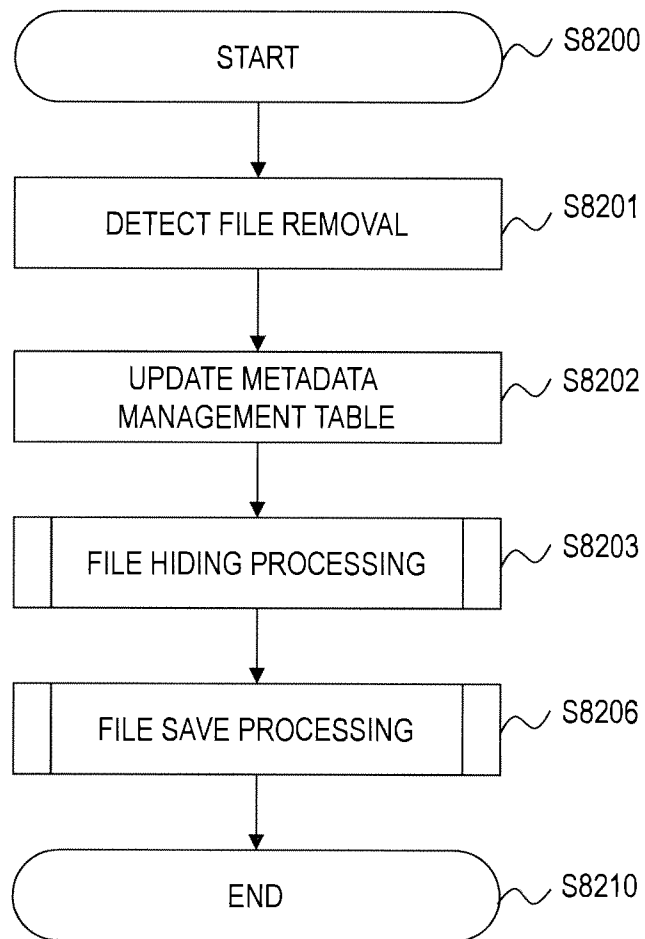 START
S8200
DETECT FILE REMOVAL
S8201
UPDATE METADATA
MANAGEMENT TABLE
S8202
FILE HIDING PROCESSING
S8203
FILE SAVE PROCESSING
S8206
END
S8210